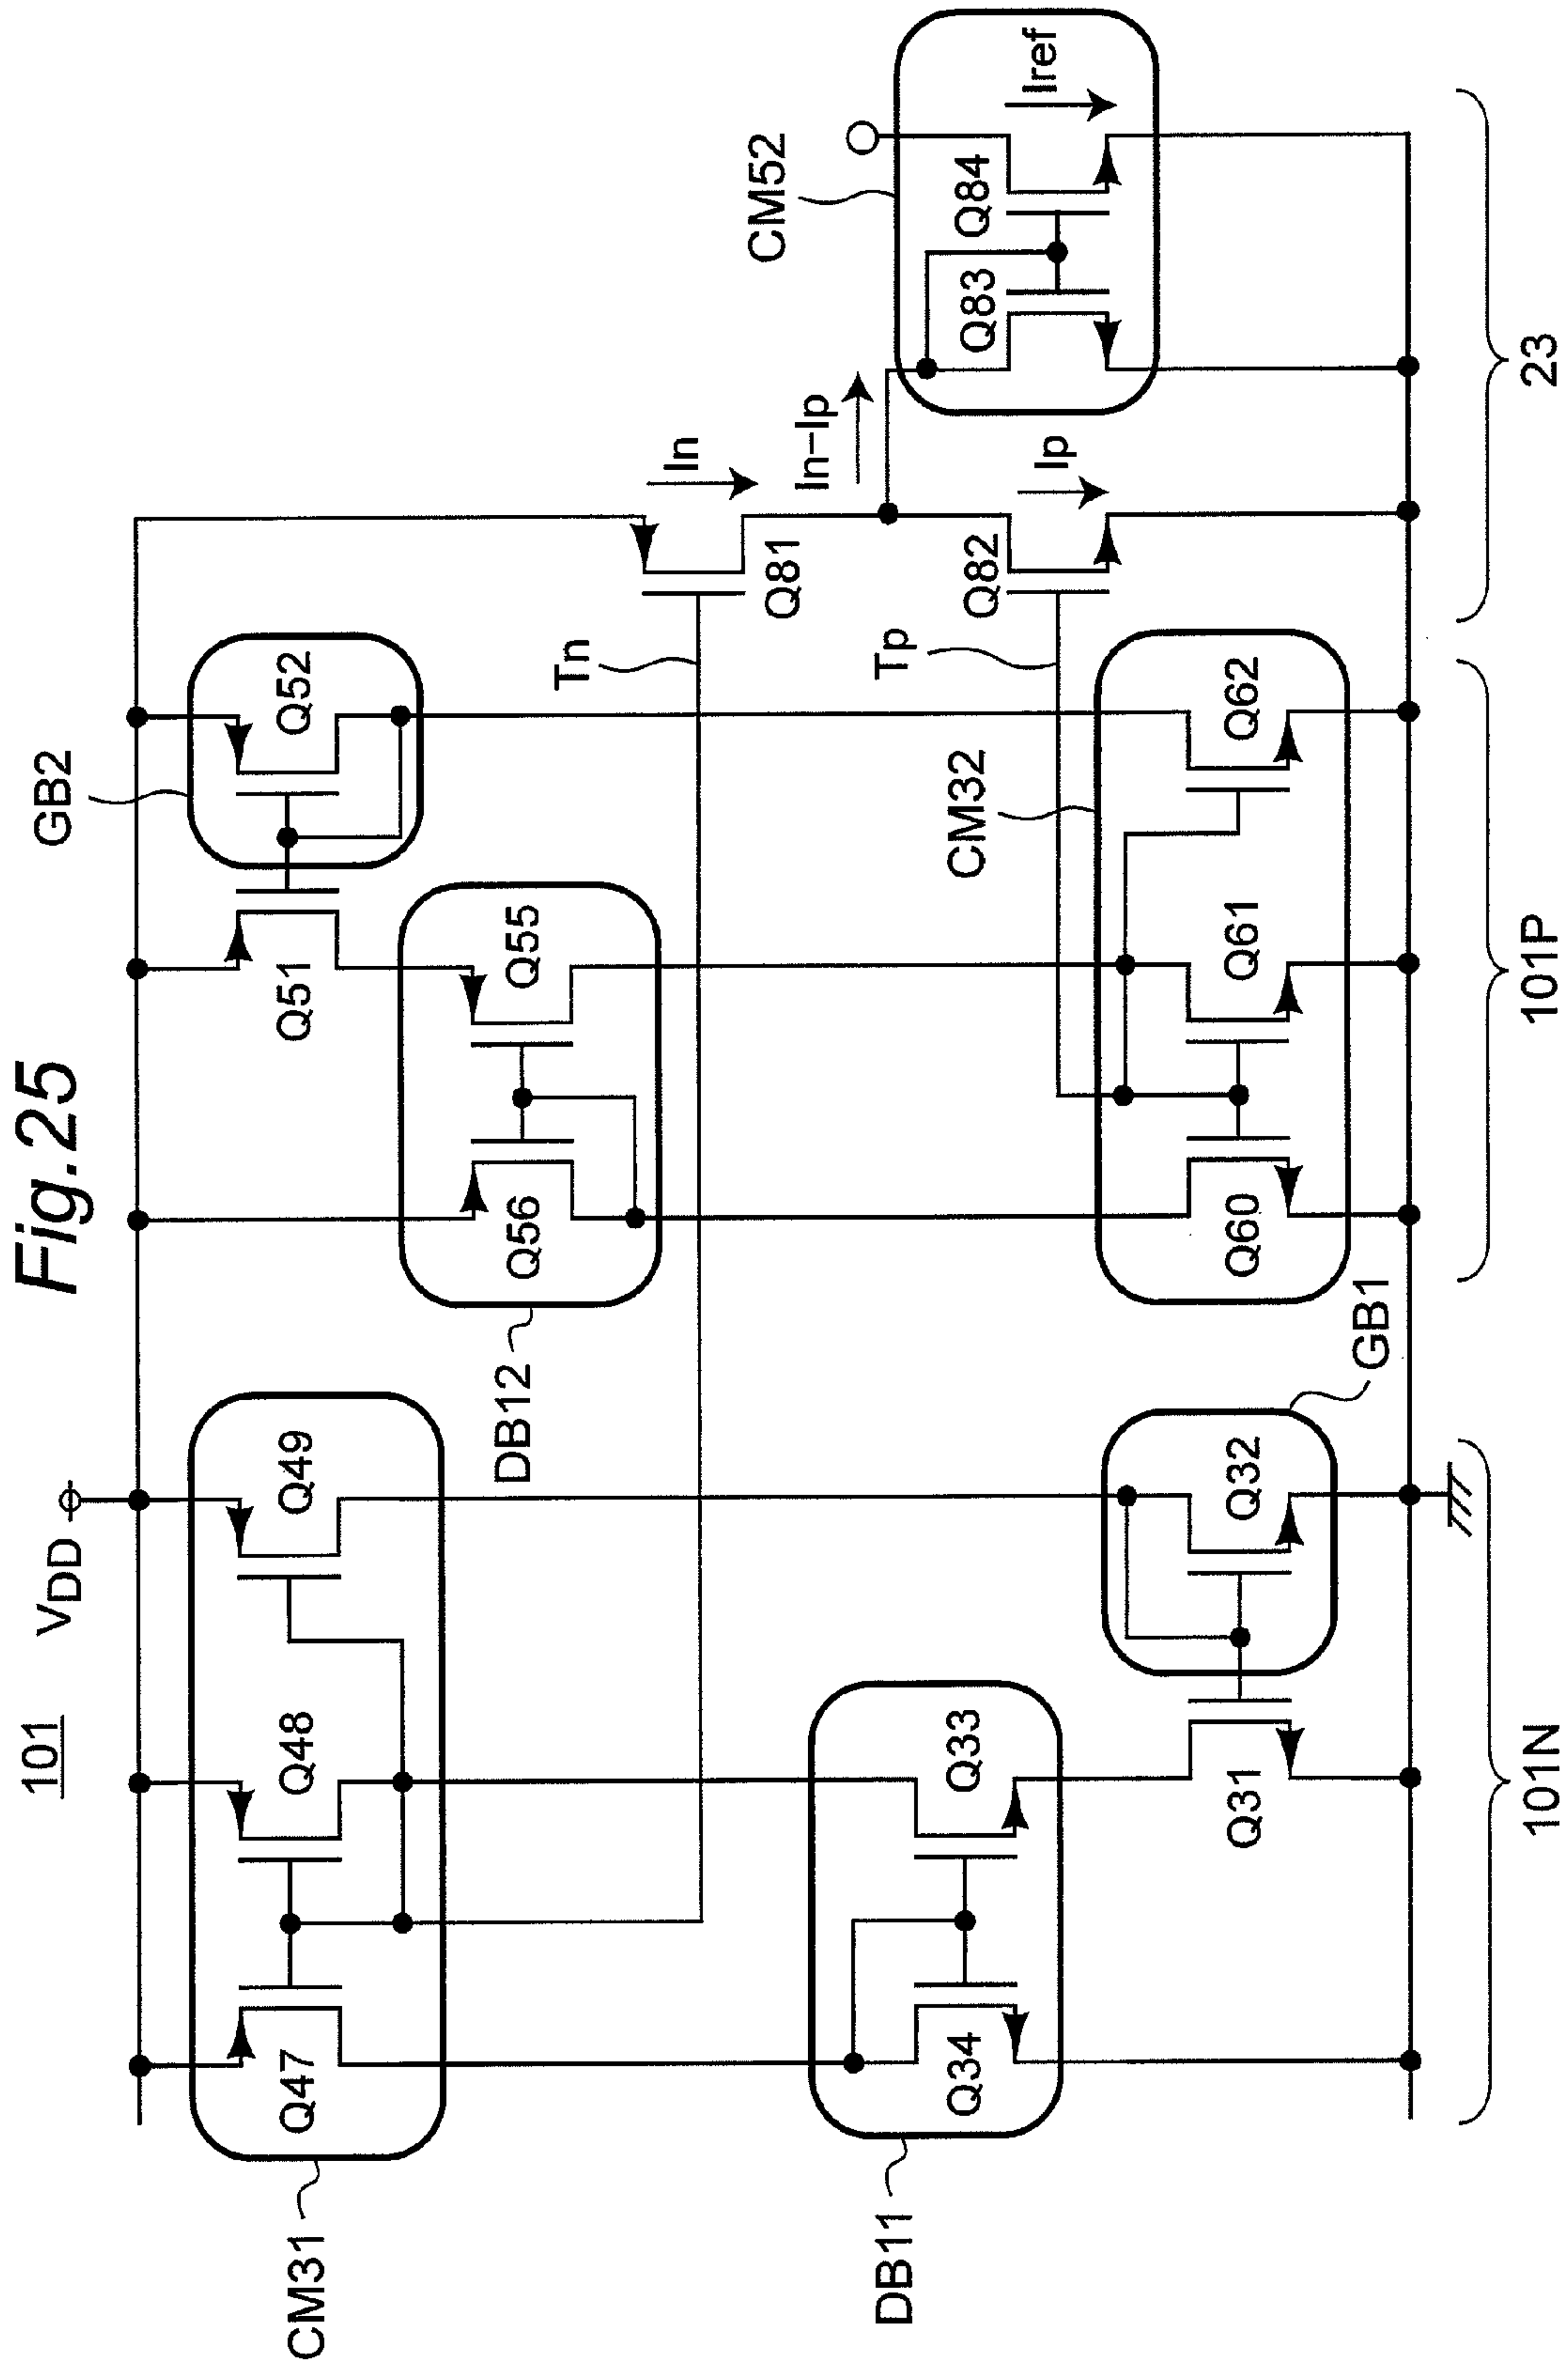 Fig.25
101
VDD
GB2
CM31
Q47
Q48
Q49
Q51
Q52
DB12
Q56
Q55
Tn
In
Q81
In-Ip
CM52
DB11
Q34
Q33
Tp
Q82
Ip
Q83
Q84
Iref
CM32
GB1
Q31
Q32
Q60
Q61
Q62
101N
101P
23